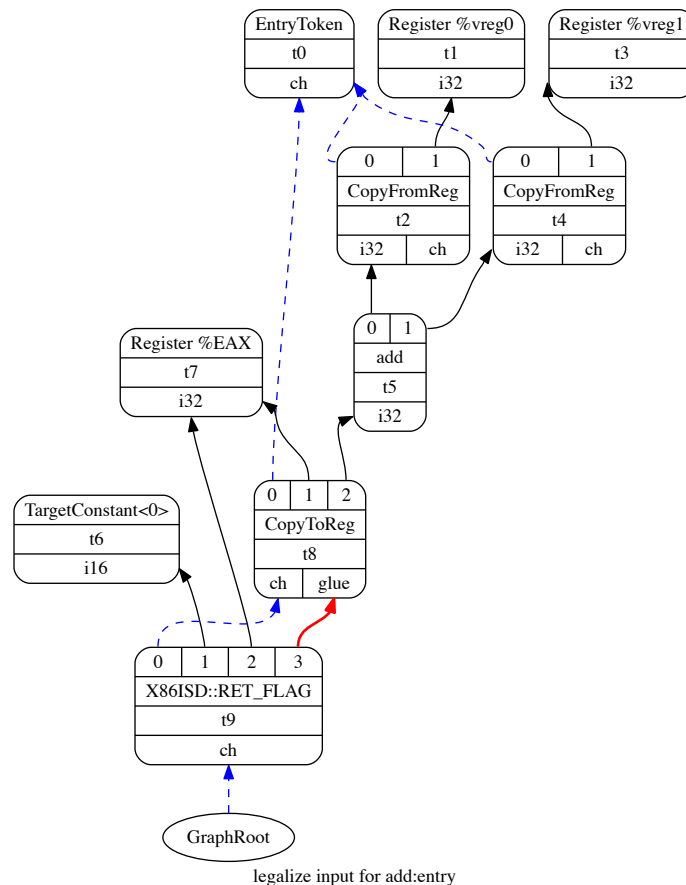 EntryToken
t0
ch
Register %vreg0
t1
i32
Register %vreg1
t3
i32
0 1
CopyFromReg
t2
i32 ch
0 1
CopyFromReg
t4
i32 ch
0 1
add
t5
i32
Register %EAX
t7
i32
0 1 2
CopyToReg
t8
ch glue
TargetConstant<0>
t6
i16
0 1 2 3
X86ISD::RET_FLAG
t9
ch
GraphRoot
legalize input for add:entry